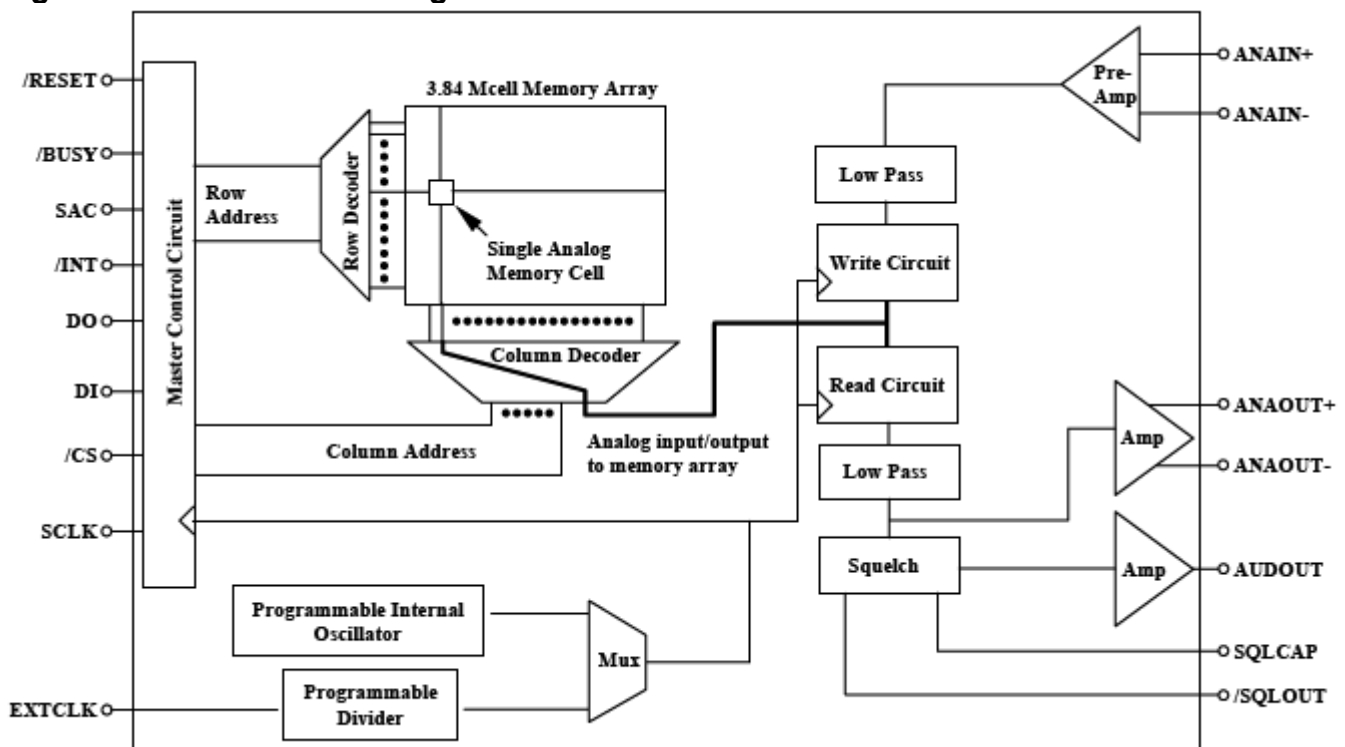 /RESET
/BUSY
SAC
/INT
DO
DI
/CS
SCLK
EXTCLK
Master Control Circuit
Row
Address
Row Decoder
3.84 Mcell Memory Array
Single Analog
Memory Cell
Column Decoder
Column Address
Analog input/output
to memory array
Programmable Internal
Oscillator
Programmable
Divider
Mux
Pre-
Amp
Low Pass
Write Circuit
Read Circuit
Low Pass
Squelch
Amp
Amp
ANAIN+
ANAIN-
ANAOUT+
ANAOUT-
AUDOUT
SQLCAP
/SQLOUT